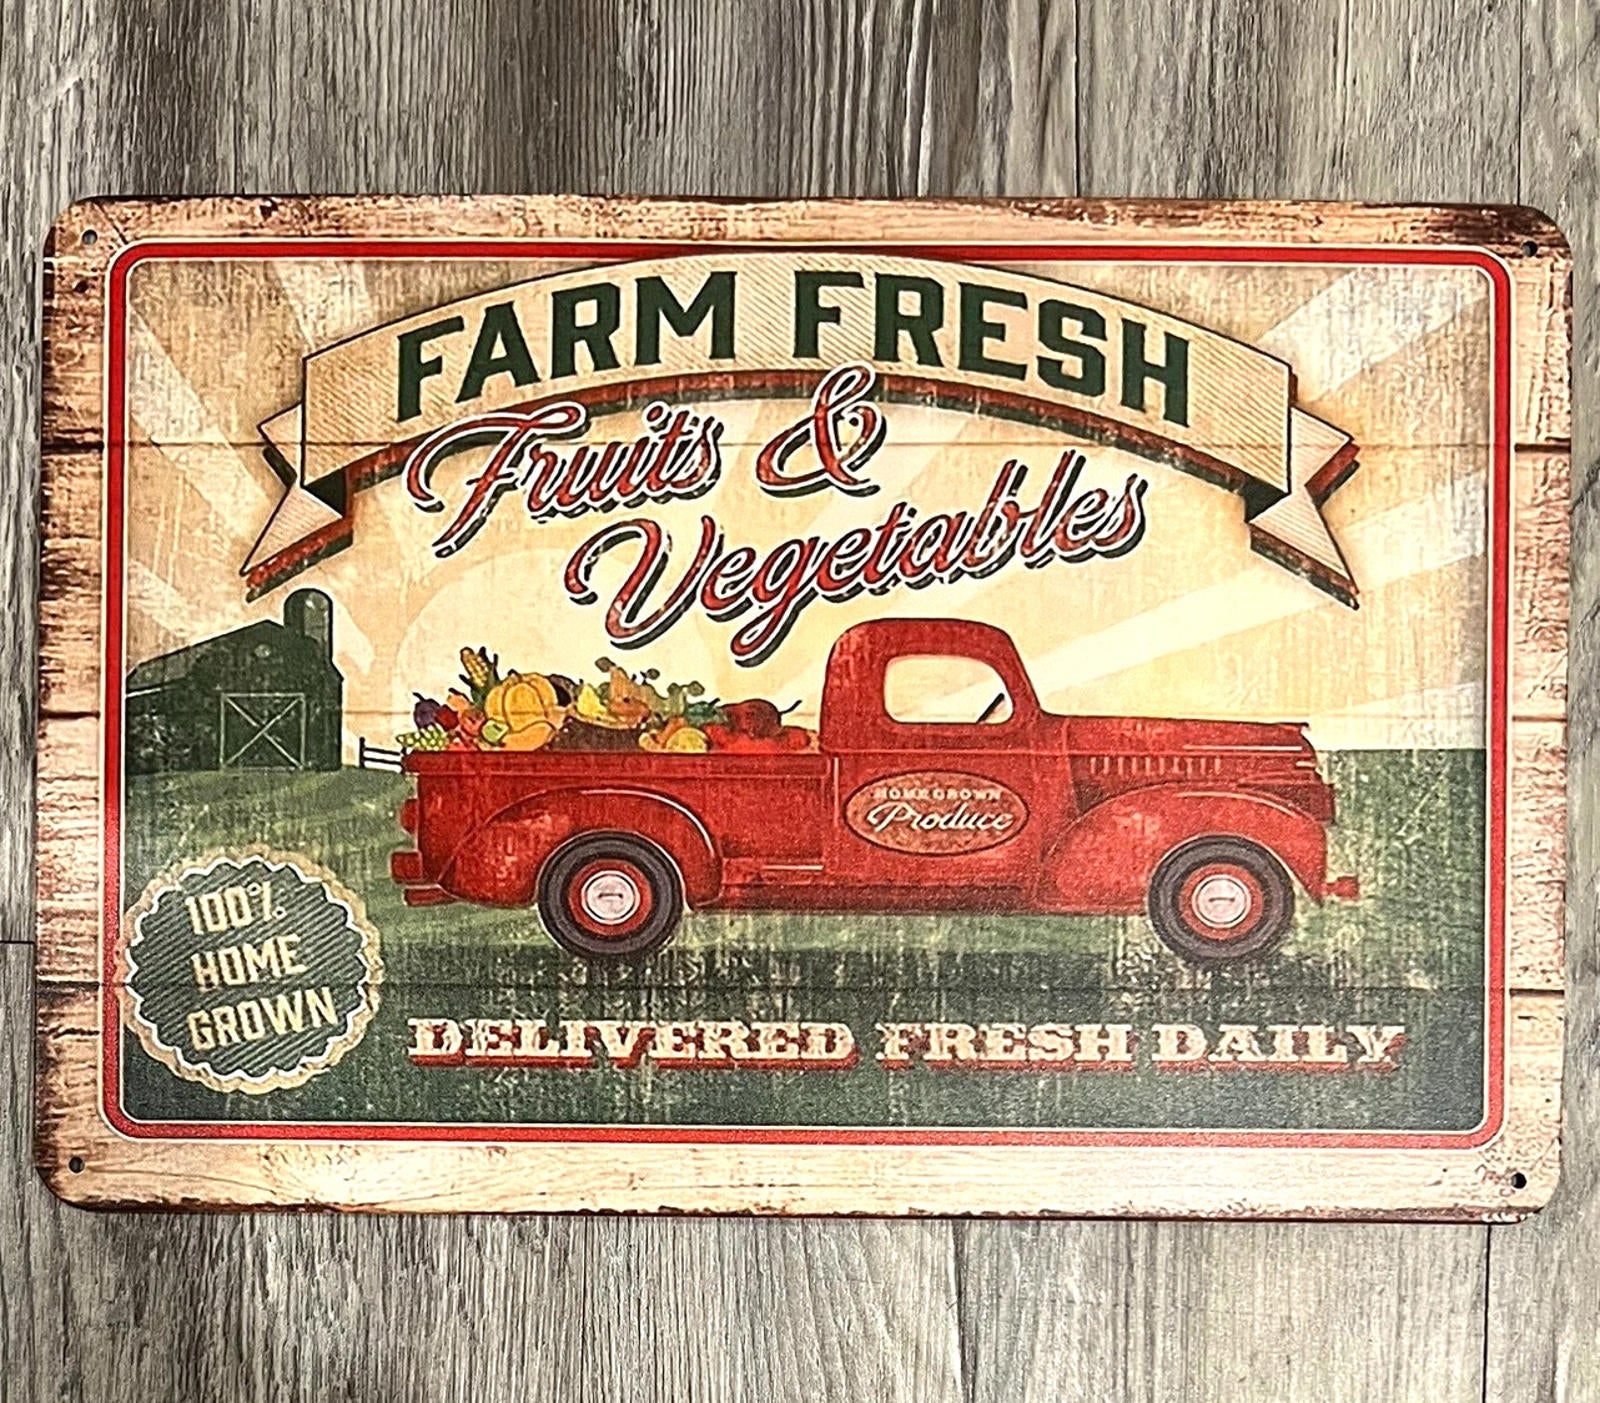 FARM FRESH
Fruits &
Vegetables
HOMEGROWN
Produce
100%
HOME
GROWN
DELIVERED FRESH DAILY